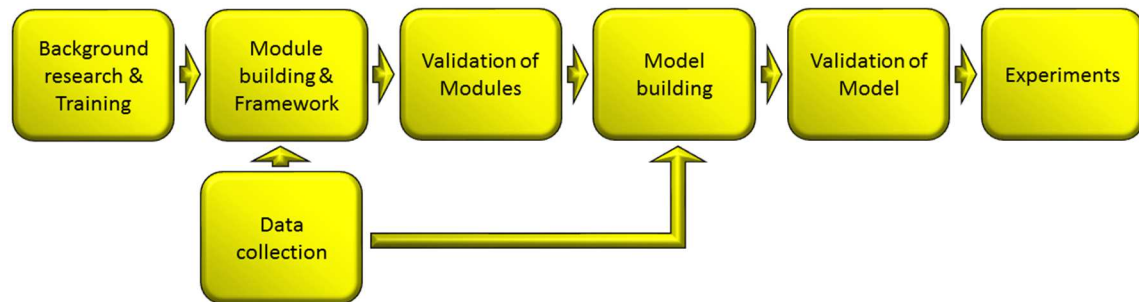 Background
research &
Training
Module
building &
Framework
Validation of
Modules
Model
building
Validation of
Model
Experiments
Data
collection